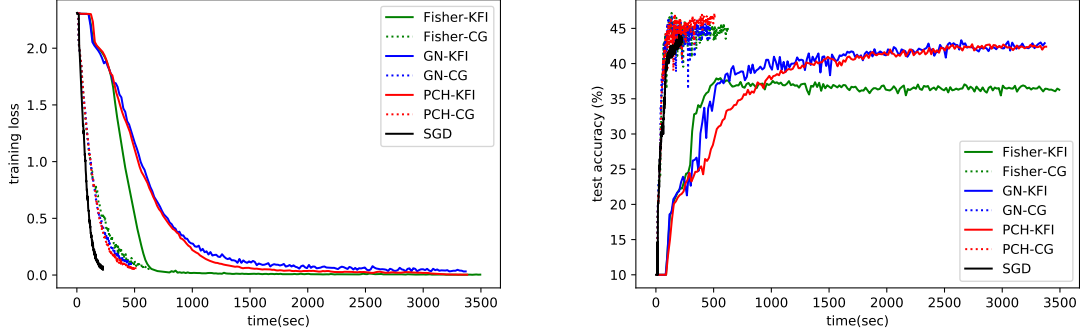 2.0
1.5
1.0
0.5
0.0
training loss
0 500 1000 1500 2000 2500 3000 3500
time(sec)
Fisher-KFI
Fisher-CG
GN-KFI
GN-CG
PCH-KFI
PCH-CG
SGD
45
40
35
30
25
20
15
10
test accuracy (%)
0 500 1000 1500 2000 2500 3000 3500
time(sec)
Fisher-KFI
Fisher-CG
GN-KFI
GN-CG
PCH-KFI
PCH-CG
SGD